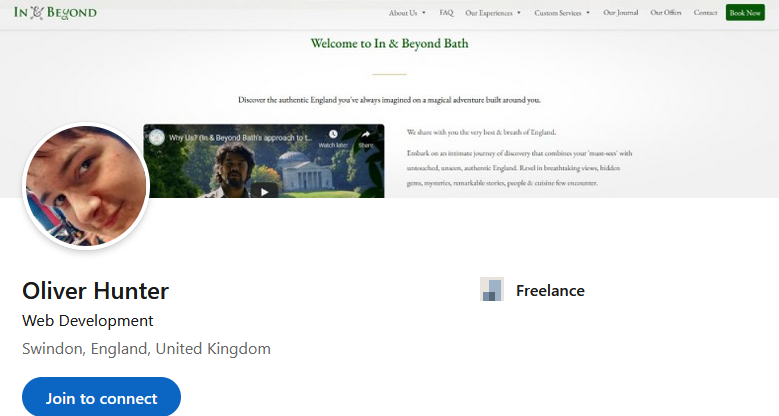 In & Beyond
About Us
FAQ
Our Experiences
Custom Services
Our Journal
Our Offers
Contact
Book Now
Welcome to In & Beyond Bath
Discover the authentic England you've always imagined on a magical adventure built around you.
Why Us? (In & Beyond Bath's approach to t...
Watch later
Share
We share with you the very best & breath of England.
Embark on an intimate journey of discovery that combines your 'must-sees' with
untouched, unseen, authentic England. Revel in breathtaking views, hidden
gems, mysteries, remarkable stories, people & cuisine few encounter.
Oliver Hunter
Web Development
Swindon, England, United Kingdom
Join to connect
Freelance